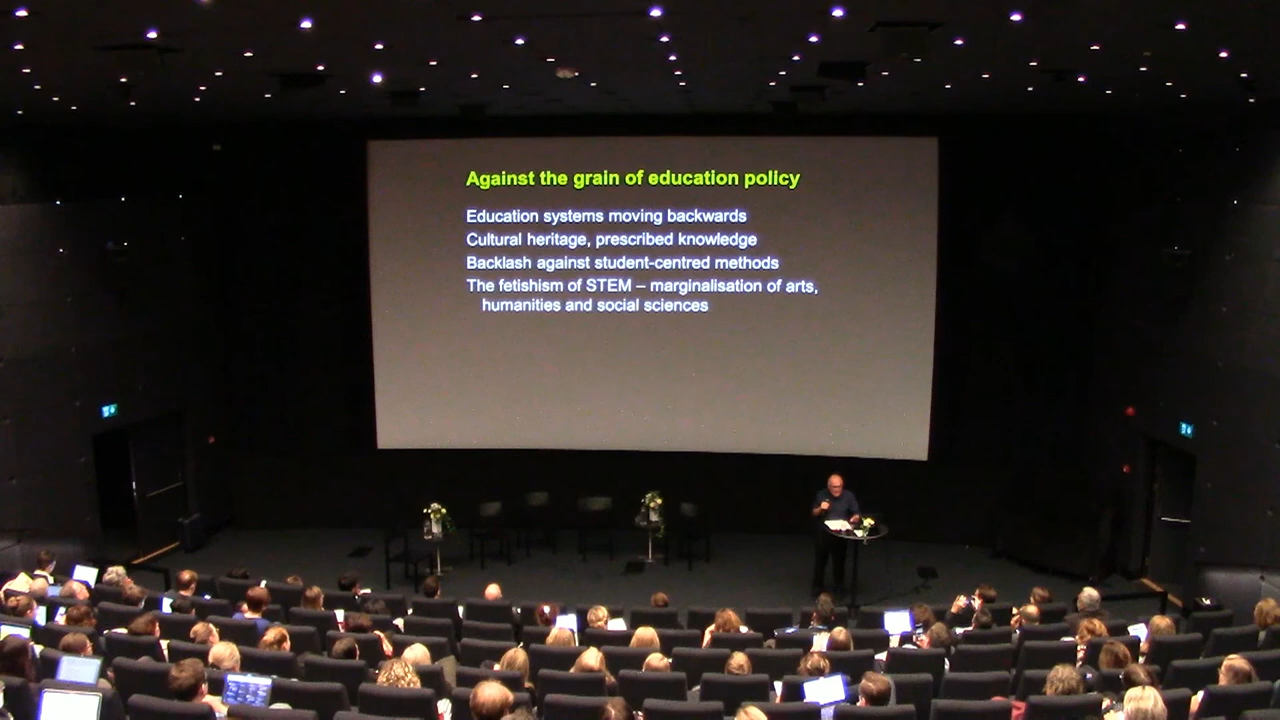 Against the grain of education policy
Education systems moving backwards
Cultural heritage, prescribed knowledge
Backlash against student-centred methods
The fetishism of STEM – marginalisation of arts,
humanities and social sciences